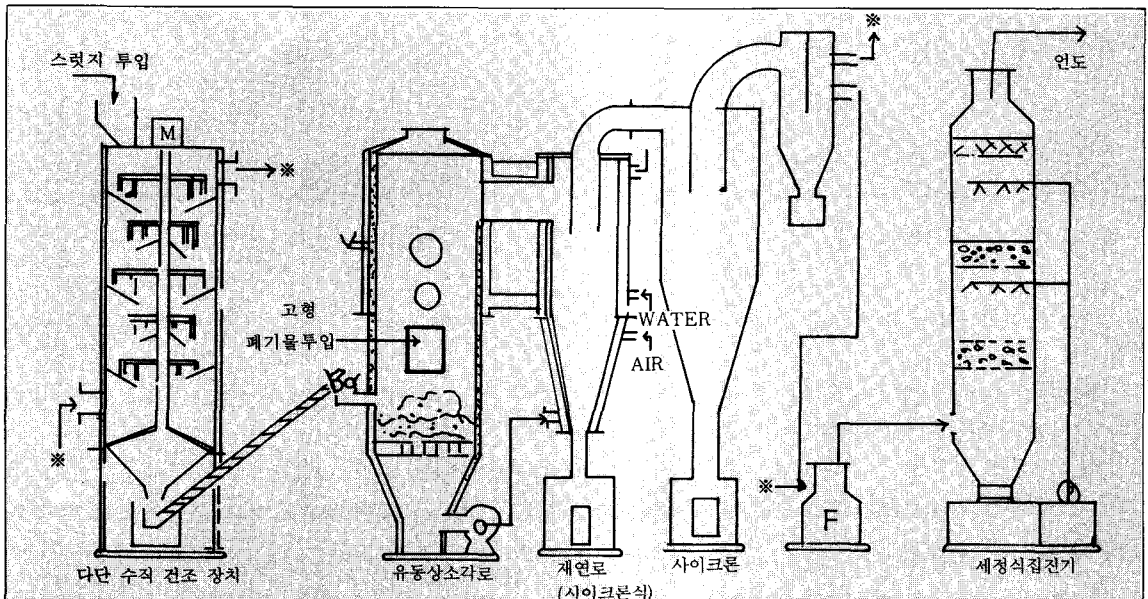 스럿지 투입
M
※
※
고형
폐기물투입
WATER
AIR
※
※
F
언도
다단 수직 건조 장치
유동상소각로
재연로
(사이크론식)
사이크론
세정식집진기